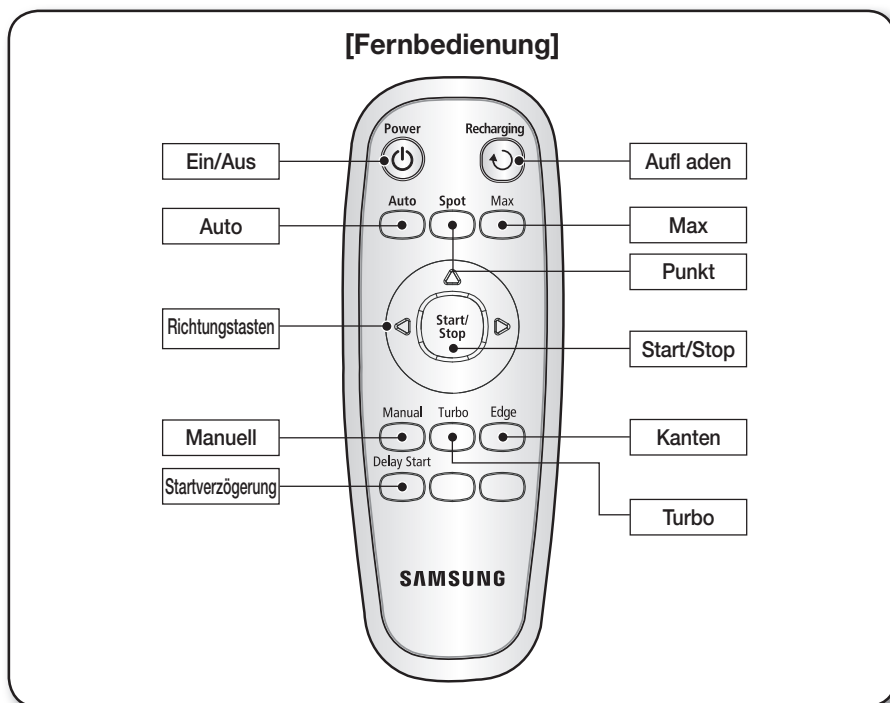 [Fernbedienung]
Power
Recharging
Ein/Aus
Aufl aden
Auto
Spot
Max
Auto
Max
Punkt
Richtungstasten
Start/
Stop
Start/Stop
Manual
Turbo
Edge
Manuell
Kanten
Delay Start
Startverzögerung
Turbo
SAMSUNG